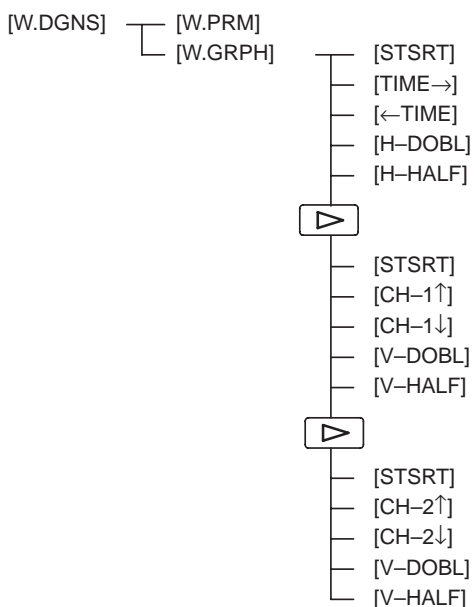 [W.DGNS] [W.PRM]
[W.GRPH] [STSRT]
[TIME→]
[←TIME]
[H–DOBL]
[H–HALF]
[STSRT]
[CH–1↑]
[CH–1↓]
[V–DOBL]
[V–HALF]
[STSRT]
[CH–2↑]
[CH–2↓]
[V–DOBL]
[V–HALF]